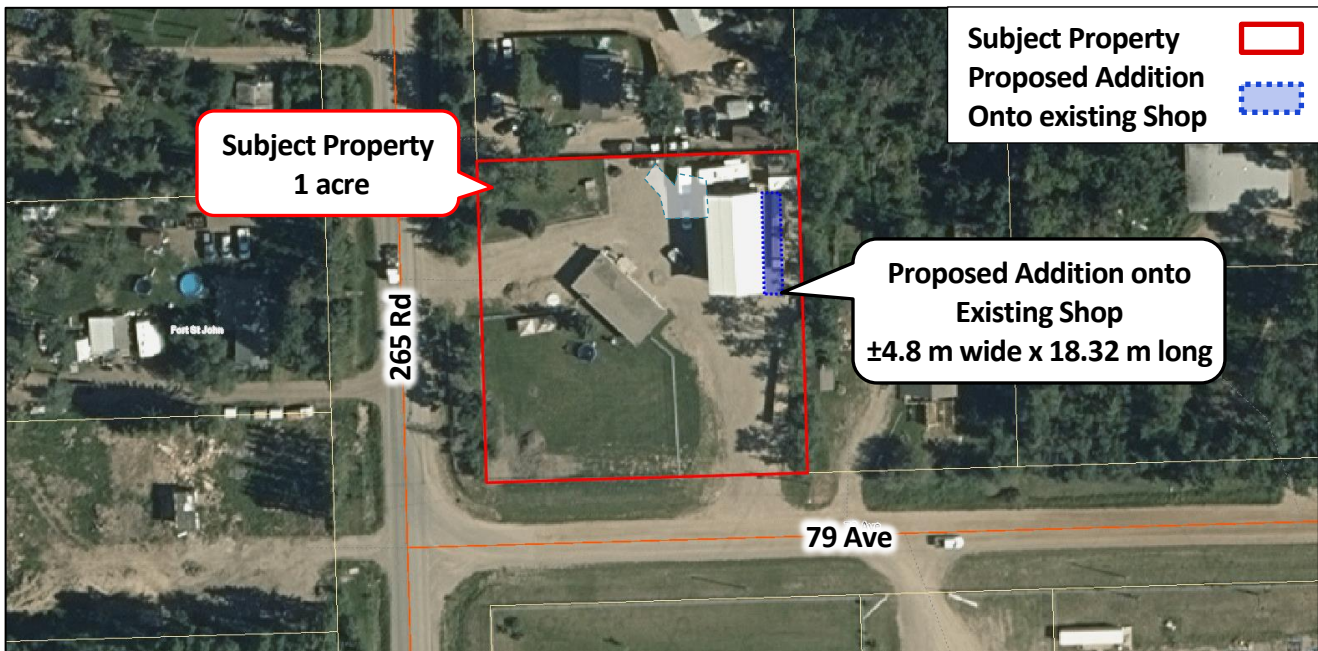 Subject Property
Proposed Addition
Onto existing Shop
Subject Property
1 acre
Proposed Addition onto
Existing Shop
±4.8 m wide x 18.32 m long
Fort St John
265 Rd
79 Ave